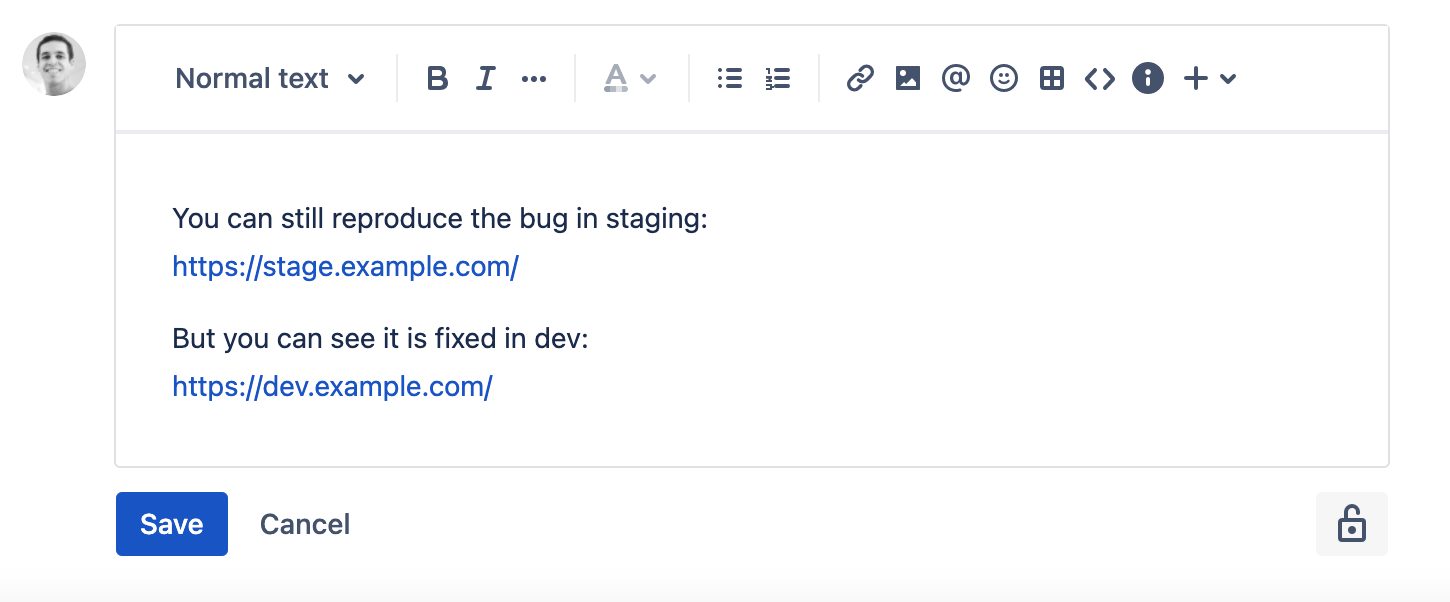 Normal text
You can still reproduce the bug in staging:
https://stage.example.com/
But you can see it is fixed in dev:
https://dev.example.com/
Save Cancel